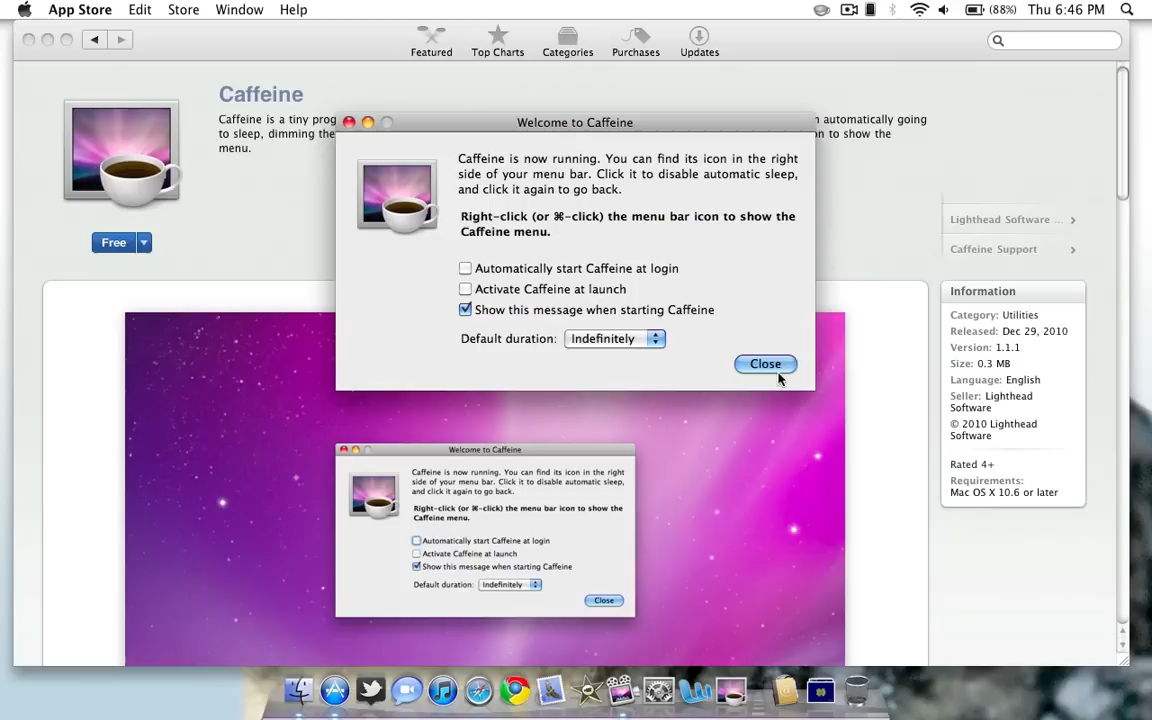 App Store Edit Store Window Help
(88%) Thu 6:46 PM
Featured Top Charts Categories Purchases Updates
Caffeine
Caffeine is a tiny prog
n automatically going
to sleep, dimming the
on to show the
menu.
Free
Welcome to Caffeine
Caffeine is now running. You can find its icon in the right
side of your menu bar. Click it to disable automatic sleep,
and click it again to go back.
Right-click (or ⌘-click) the menu bar icon to show the
Caffeine menu.
Automatically start Caffeine at login
Activate Caffeine at launch
Show this message when starting Caffeine
Default duration: Indefinitely
Close
Lighthead Software ...
Caffeine Support
Information
Category: Utilities
Released: Dec 29, 2010
Version: 1.1.1
Size: 0.3 MB
Language: English
Seller: Lighthead
Software
© 2010 Lighthead
Software
Rated 4+
Requirements:
Mac OS X 10.6 or later
Welcome to Caffeine
Caffeine is now running. You can find its icon in the right
side of your menu bar. Click it to disable automatic sleep,
and click it again to go back.
Right-click (or ⌘-click) the menu bar icon to show the
Caffeine menu.
Automatically start Caffeine at login
Activate Caffeine at launch
Show this message when starting Caffeine
Default duration: Indefinitely
Close